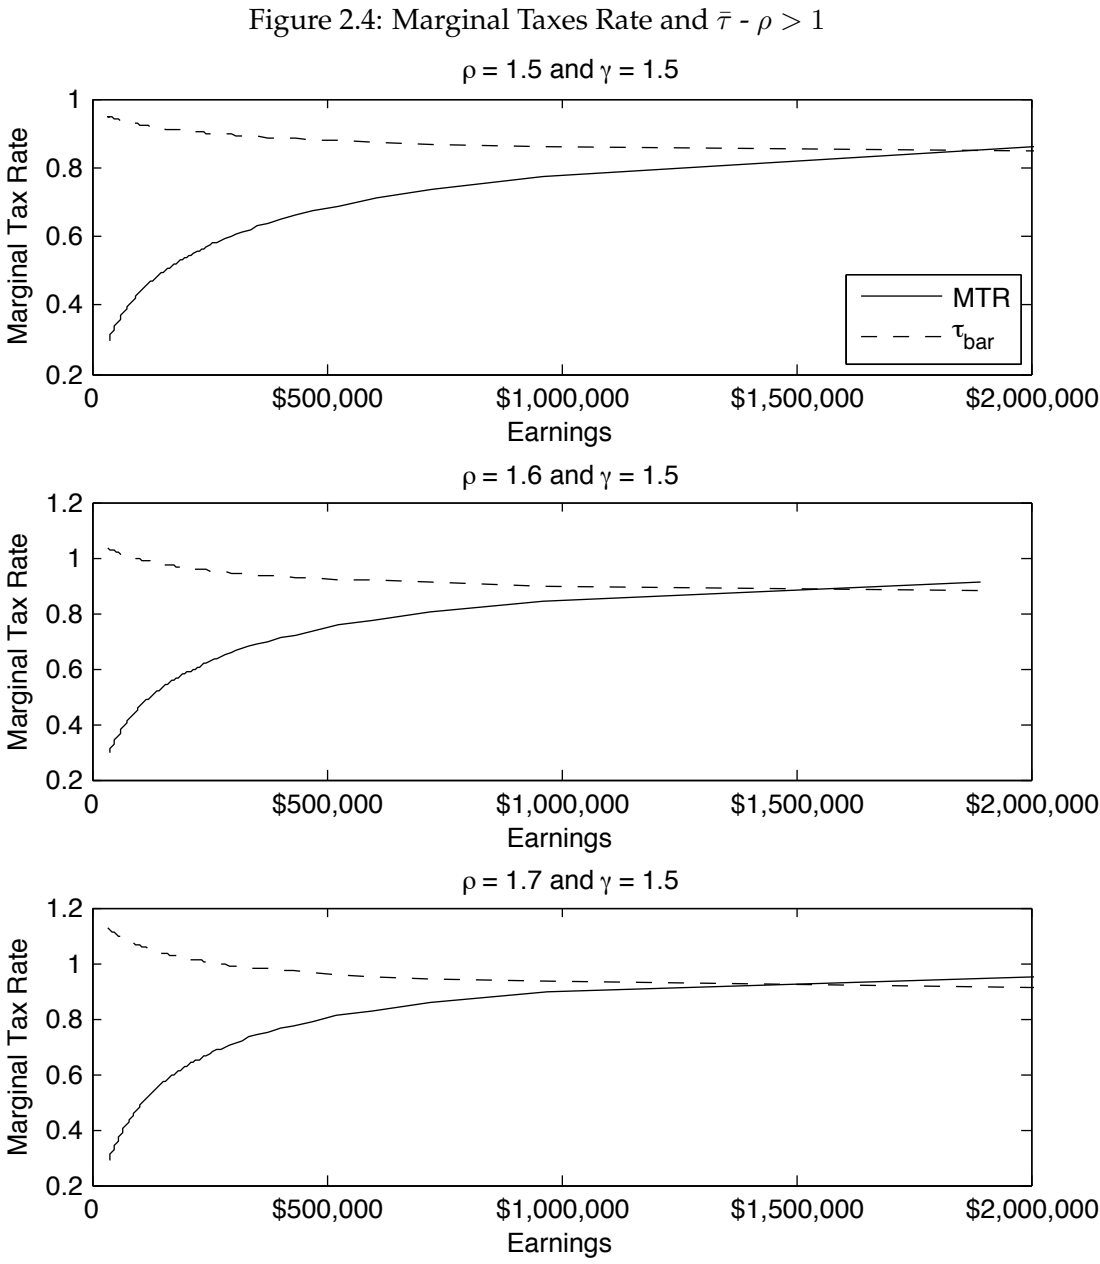 Figure 2.4: Marginal Taxes Rate and τ̄ - ρ > 1
ρ = 1.5 and γ = 1.5
1
0.8
0.6
0.4
0.2
Marginal Tax Rate
MTR
τbar
0 $500,000 $1,000,000 $1,500,000 $2,000,000
Earnings
ρ = 1.6 and γ = 1.5
1.2
1
0.8
0.6
0.4
0.2
Marginal Tax Rate
0 $500,000 $1,000,000 $1,500,000 $2,000,000
Earnings
ρ = 1.7 and γ = 1.5
1.2
1
0.8
0.6
0.4
0.2
Marginal Tax Rate
0 $500,000 $1,000,000 $1,500,000 $2,000,000
Earnings